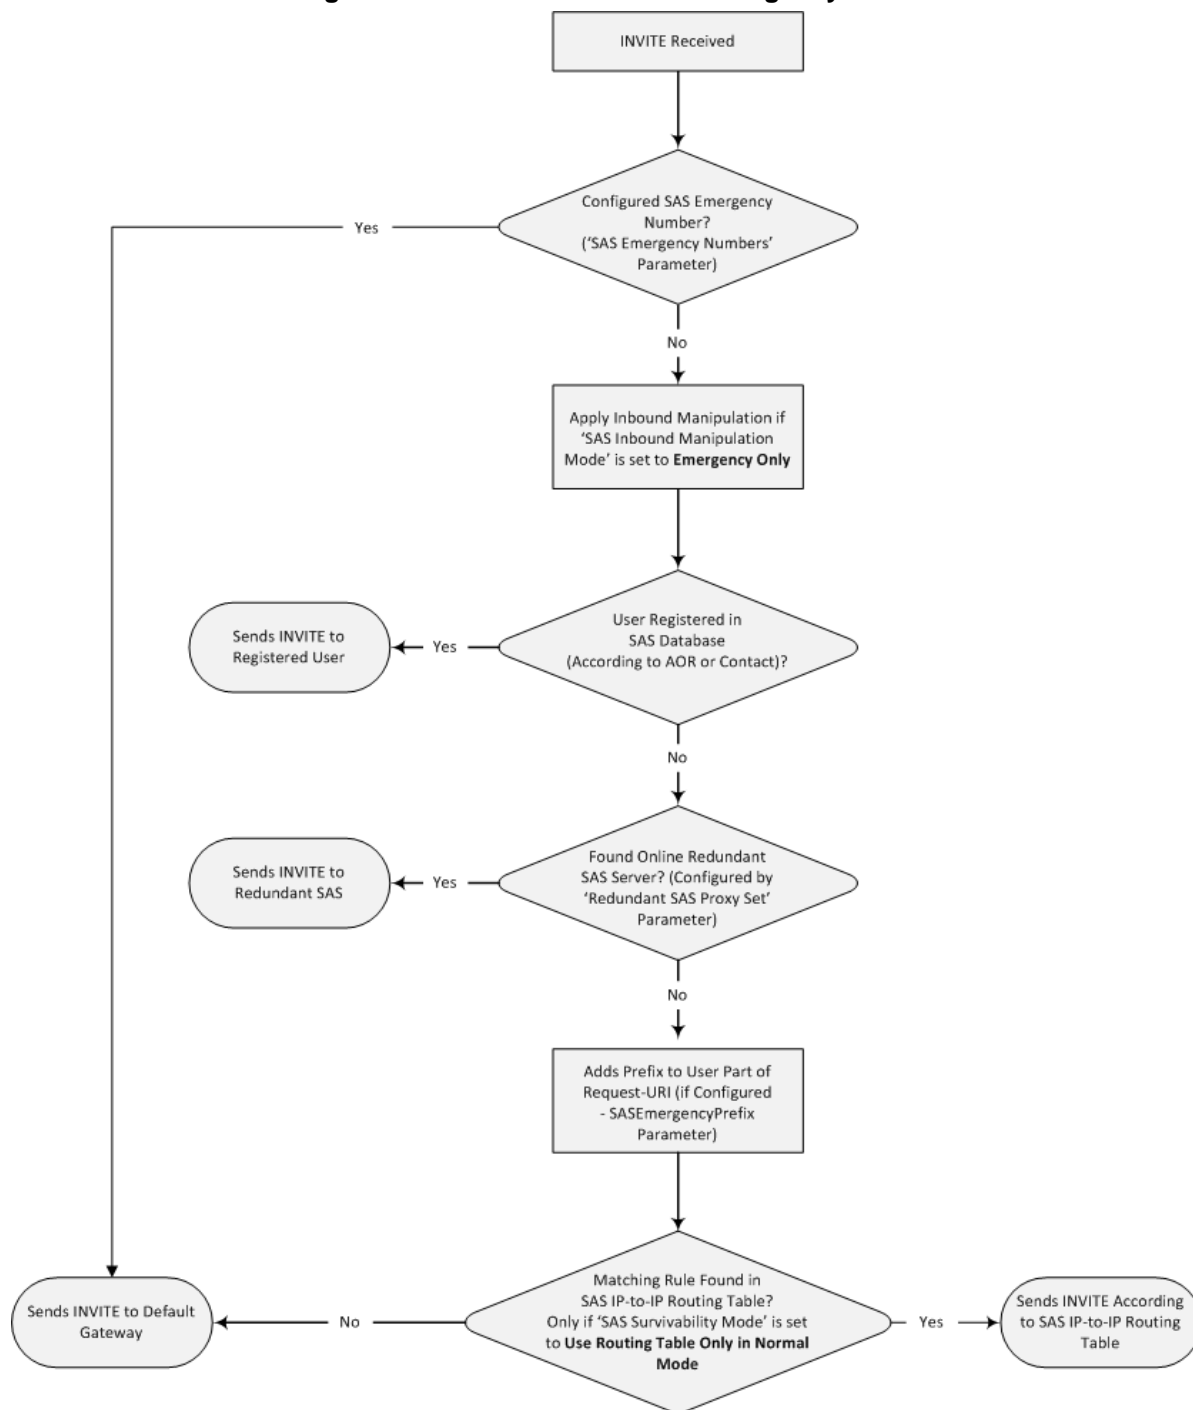 INVITE Received
Configured SAS Emergency
Number?
(‘SAS Emergency Numbers’
Parameter)
Yes
No
Apply Inbound Manipulation if
‘SAS Inbound Manipulation
Mode’ is set to Emergency Only
User Registered in
SAS Database
(According to AOR or Contact)?
Yes
Sends INVITE to
Registered User
No
Found Online Redundant
SAS Server? (Configured by
‘Redundant SAS Proxy Set’
Parameter)
Yes
Sends INVITE to
Redundant SAS
No
Adds Prefix to User Part of
Request-URI (if Configured
- SASEmergencyPrefix
Parameter)
Matching Rule Found in
SAS IP-to-IP Routing Table?
Only if ‘SAS Survivability Mode’ is set
to Use Routing Table Only in Normal
Mode
No
Sends INVITE to Default
Gateway
Yes
Sends INVITE According
to SAS IP-to-IP Routing
Table